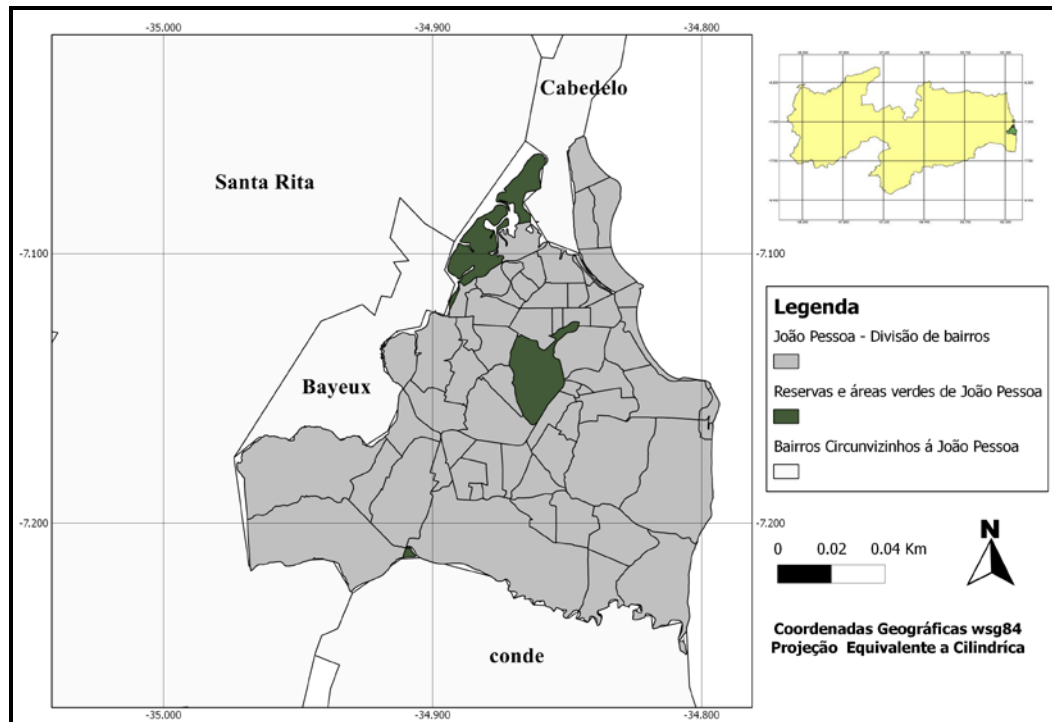 -35.000 -34.900 -34.800
Cabedelo
Santa Rita
-7.100 -7.100
Bayeux
-7.200 -7.200
conde
-35.000 -34.900 -34.800
Legenda
João Pessoa - Divisão de bairros
Reservas e áreas verdes de João Pessoa
Bairros Circunvizinhos á João Pessoa
0 0.02 0.04 Km
N
Coordenadas Geográficas wsg84
Projeção Equivalente a Cilindríca